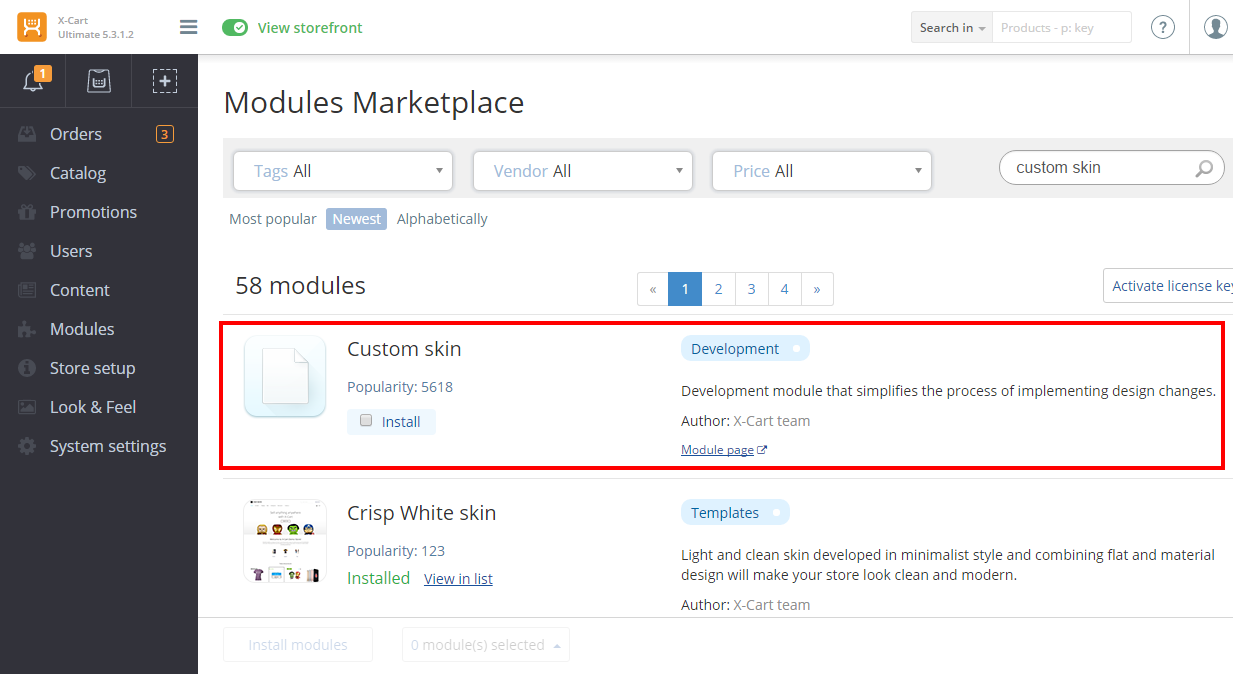 X-Cart
Ultimate 5.3.1.2
View storefront
Search in
Products - p: key
?
1
Orders 3
Catalog
Promotions
Users
Content
Modules
Store setup
Look & Feel
System settings
Modules Marketplace
Tags All
Vendor All
Price All
custom skin
Most popular Newest Alphabetically
58 modules
« 1 2 3 4 »
Activate license key
Custom skin
Popularity: 5618
Install
Development
Development module that simplifies the process of implementing design changes.
Author: X-Cart team
Module page
Crisp White skin
Popularity: 123
Installed View in list
Templates
Light and clean skin developed in minimalist style and combining flat and material
design will make your store look clean and modern.
Author: X-Cart team
Install modules
0 module(s) selected